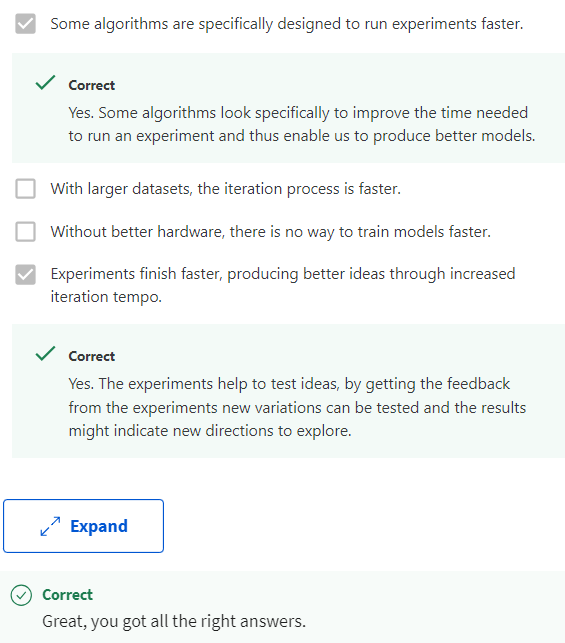 Some algorithms are specifically designed to run experiments faster.
Correct
Yes. Some algorithms look specifically to improve the time needed
to run an experiment and thus enable us to produce better models.
With larger datasets, the iteration process is faster.
Without better hardware, there is no way to train models faster.
Experiments finish faster, producing better ideas through increased
iteration tempo.
Correct
Yes. The experiments help to test ideas, by getting the feedback
from the experiments new variations can be tested and the results
might indicate new directions to explore.
Expand
Correct
Great, you got all the right answers.